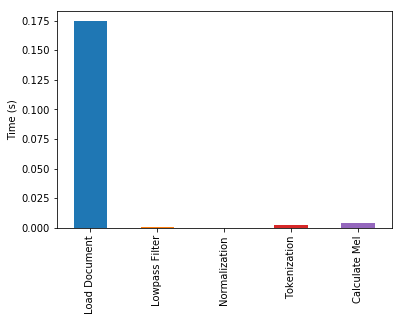 0.175
0.150
0.125
0.100
0.075
0.050
0.025
0.000
Time (s)
Load Document
Lowpass Filter
Normalization
Tokenization
Calculate Mel